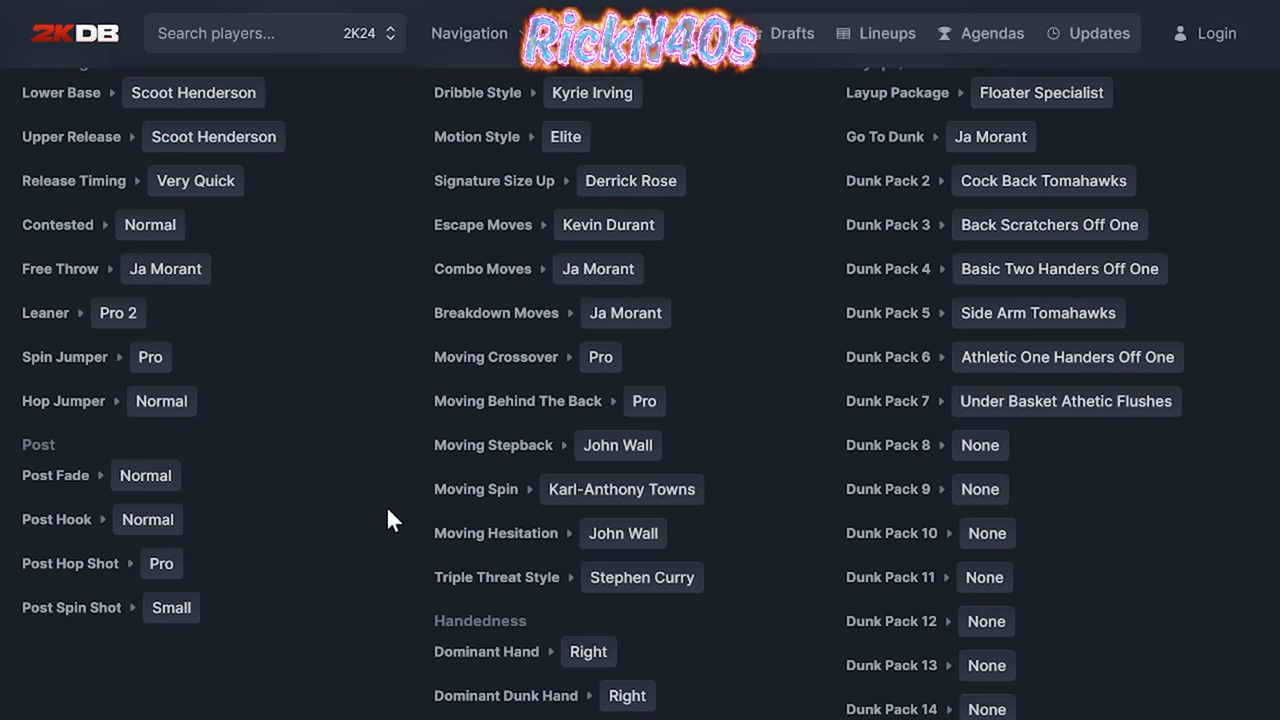 2KDB
Search players...
2K24
Navigation
RickN40s
Drafts
Lineups
Agendas
Updates
Login
Lower Base
Scoot Henderson
Upper Release
Scoot Henderson
Release Timing
Very Quick
Contested
Normal
Free Throw
Ja Morant
Leaner
Pro 2
Spin Jumper
Pro
Hop Jumper
Normal
Post
Post Fade
Normal
Post Hook
Normal
Post Hop Shot
Pro
Post Spin Shot
Small
Dribble Style
Kyrie Irving
Motion Style
Elite
Signature Size Up
Derrick Rose
Escape Moves
Kevin Durant
Combo Moves
Ja Morant
Breakdown Moves
Ja Morant
Moving Crossover
Pro
Moving Behind The Back
Pro
Moving Stepback
John Wall
Moving Spin
Karl-Anthony Towns
Moving Hesitation
John Wall
Triple Threat Style
Stephen Curry
Handedness
Dominant Hand
Right
Dominant Dunk Hand
Right
Layup Package
Floater Specialist
Go To Dunk
Ja Morant
Dunk Pack 2
Cock Back Tomahawks
Dunk Pack 3
Back Scratchers Off One
Dunk Pack 4
Basic Two Handers Off One
Dunk Pack 5
Side Arm Tomahawks
Dunk Pack 6
Athletic One Handers Off One
Dunk Pack 7
Under Basket Athetic Flushes
Dunk Pack 8
None
Dunk Pack 9
None
Dunk Pack 10
None
Dunk Pack 11
None
Dunk Pack 12
None
Dunk Pack 13
None
Dunk Pack 14
None